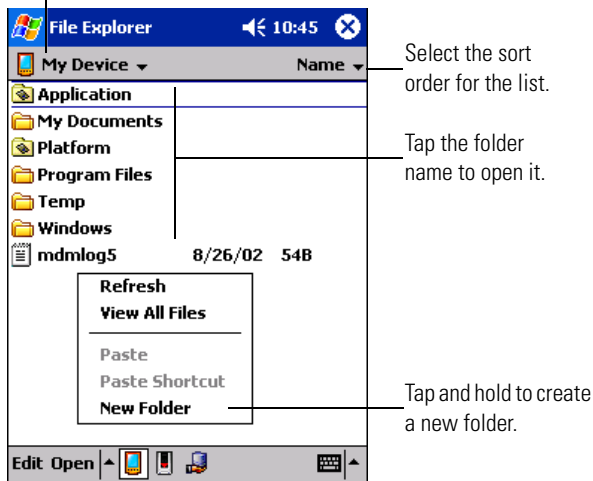 File Explorer 10:45
My Device Name
Select the sort
order for the list.
Application
My Documents
Platform
Program Files
Temp
Windows
Tap the folder
name to open it.
mdmlog5 8/26/02 54B
Refresh
View All Files
Paste
Paste Shortcut
New Folder
Tap and hold to create
a new folder.
Edit Open